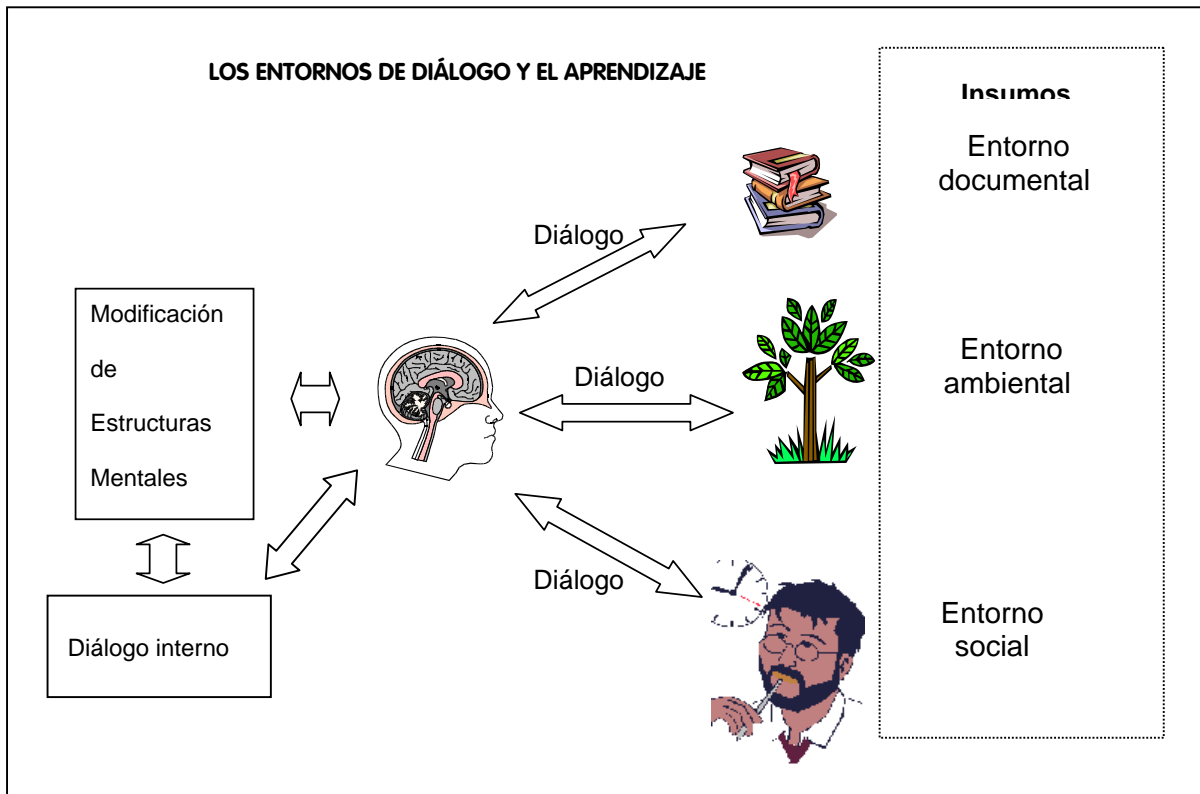 LOS ENTORNOS DE DIÁLOGO Y EL APRENDIZAJE
Insumos
Entorno
documental
Diálogo
Modificación
de
Estructuras
Mentales
Diálogo
Entorno
ambiental
Diálogo
Entorno
social
Diálogo interno